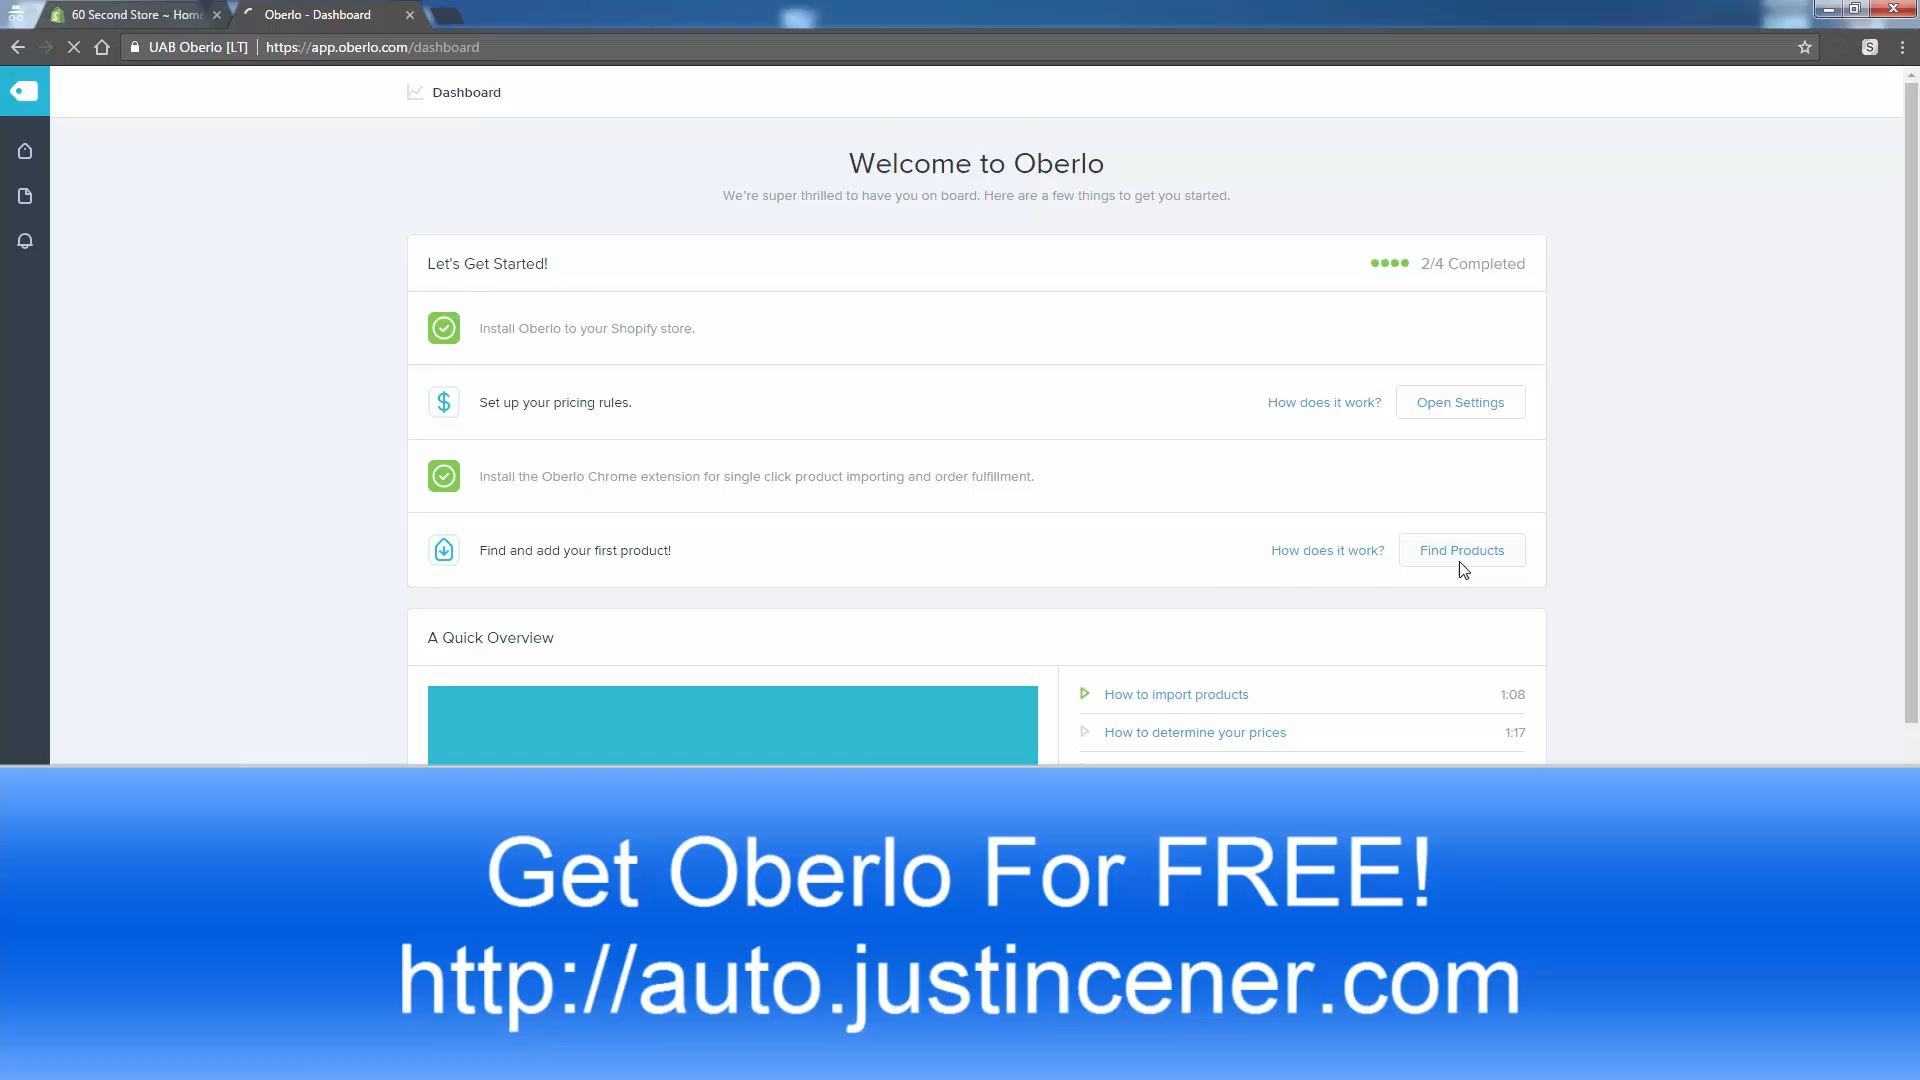 60 Second Store ~ Hom
Oberlo - Dashboard
UAB Oberlo [LT] https://app.oberlo.com/dashboard
S
Dashboard
Welcome to Oberlo
We're super thrilled to have you on board. Here are a few things to get you started.
Let's Get Started! 2/4 Completed
Install Oberlo to your Shopify store.
Set up your pricing rules. How does it work? Open Settings
Install the Oberlo Chrome extension for single click product importing and order fulfillment.
Find and add your first product! How does it work? Find Products
A Quick Overview
How to import products 1:08
How to determine your prices 1:17
Get Oberlo For FREE!
http://auto.justincener.com